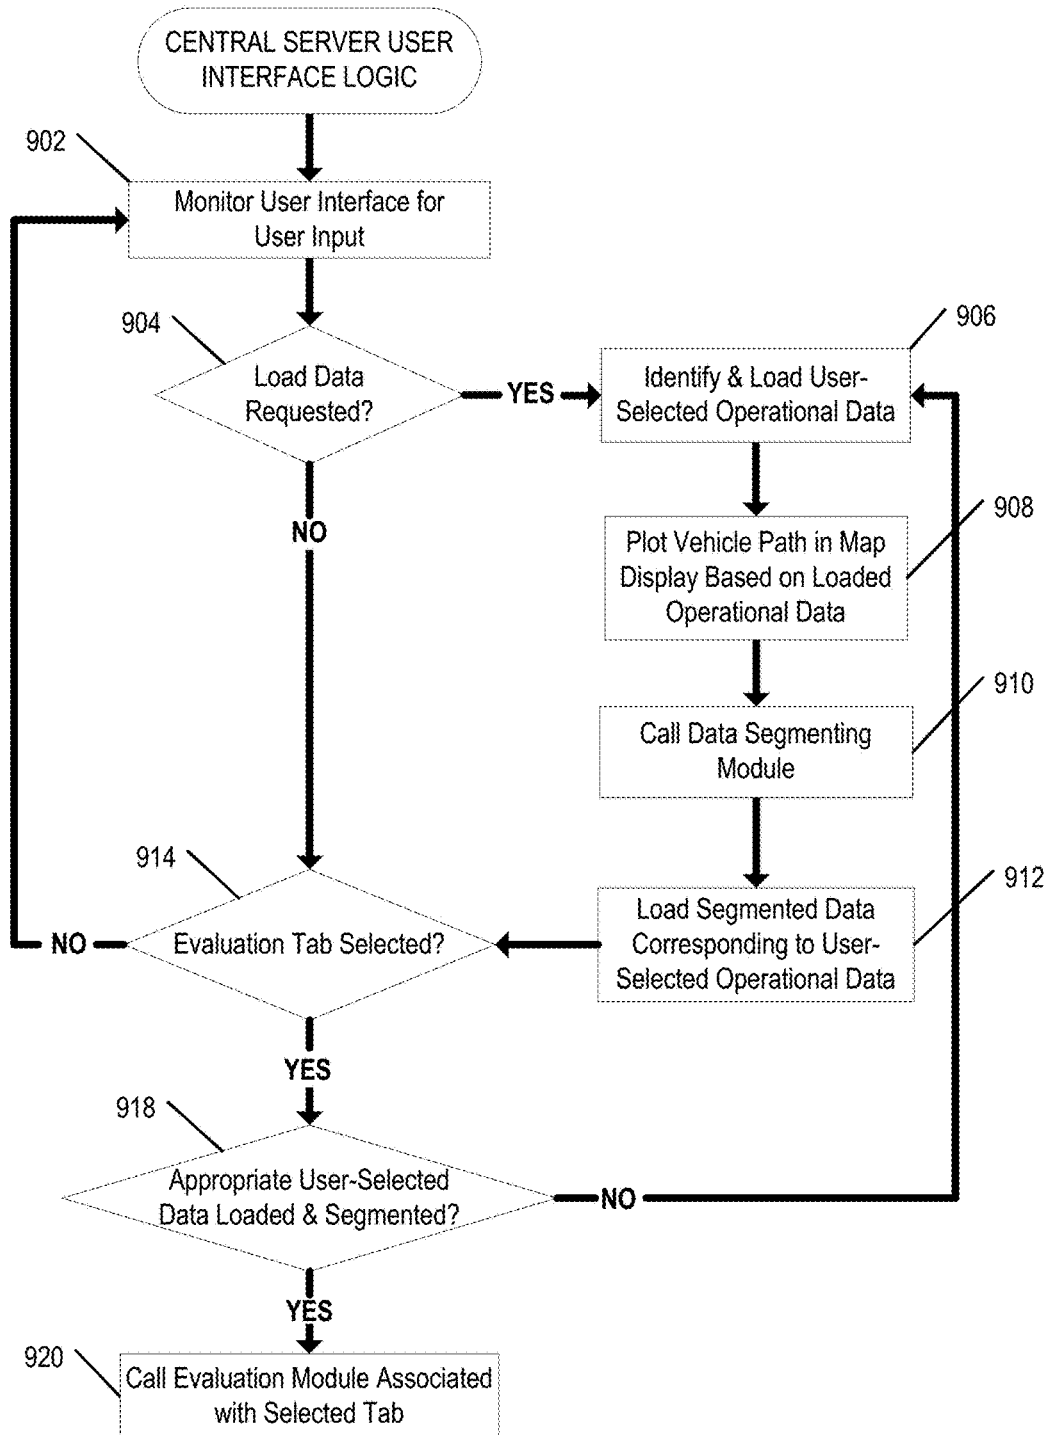 CENTRAL SERVER USER
INTERFACE LOGIC
902
Monitor User Interface for
User Input
904
Load Data
Requested?
YES
906
Identify & Load User-
Selected Operational Data
NO
908
Plot Vehicle Path in Map
Display Based on Loaded
Operational Data
910
Call Data Segmenting
Module
914
Evaluation Tab Selected?
NO
912
Load Segmented Data
Corresponding to User-
Selected Operational Data
YES
918
Appropriate User-Selected
Data Loaded & Segmented?
NO
YES
920
Call Evaluation Module Associated
with Selected Tab